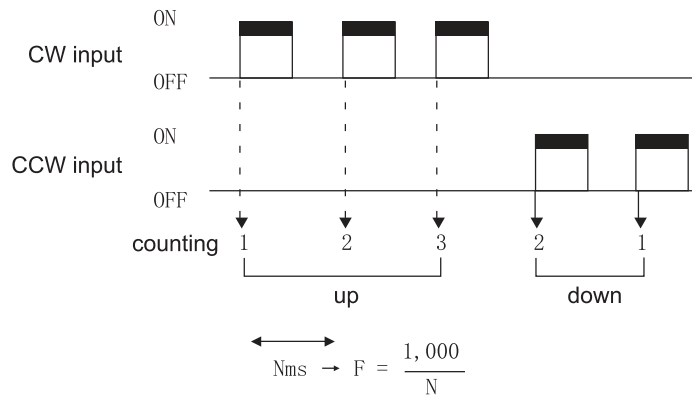 ON
CW input
OFF
ON
CCW input
OFF
counting 1 2 3 2 1
up down
Nms → F = 1,000
N